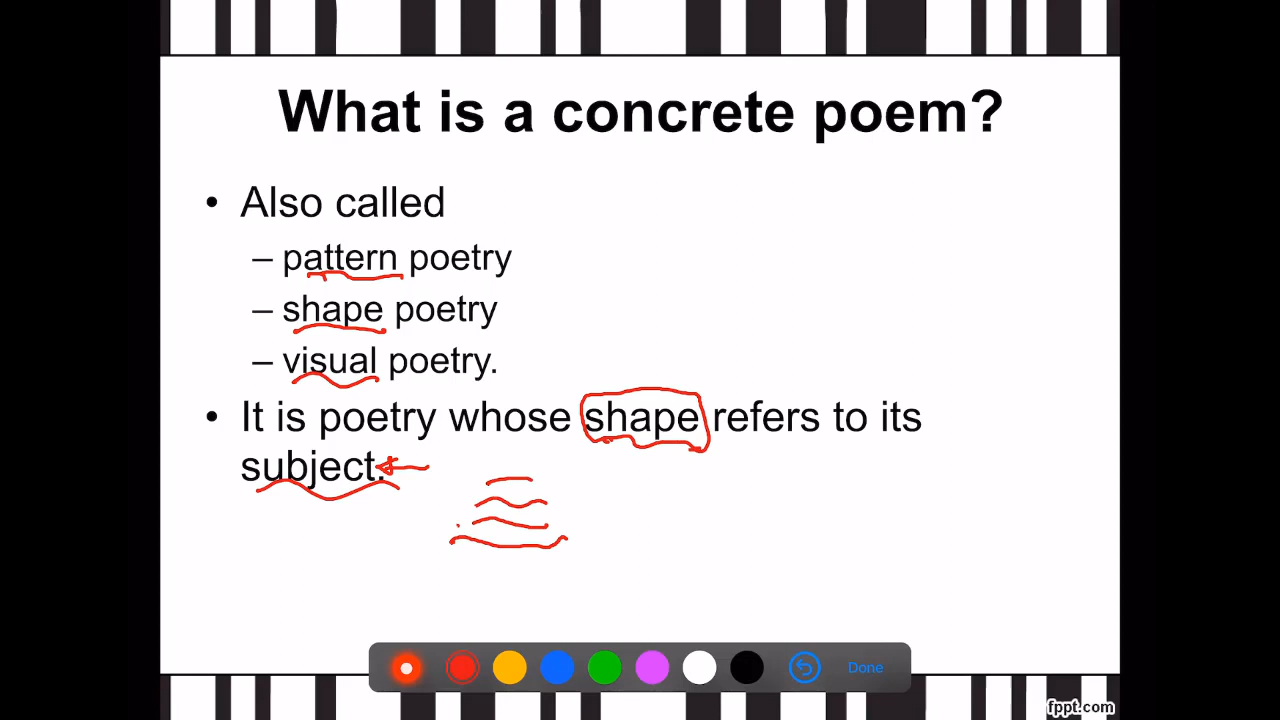 What is a concrete poem?
• Also called
– pattern poetry
– shape poetry
– visual poetry.
• It is poetry whose shape refers to its
subject.
Done
fppt.com